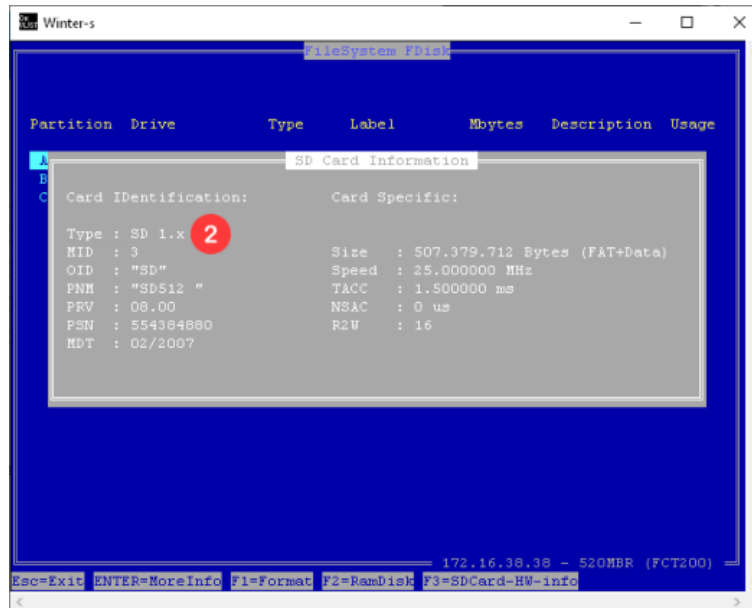 Winter-s
FileSystem FDisk
Partition Drive Type Label Mbytes Description Usage
A
SD Card Information
B
C
Card IDentification: Card Specific:
Type : SD 1.x 2
MID : 3 Size : 507.379.712 Bytes (FAT+Data)
OID : "SD" Speed : 25.000000 MHz
PNM : "SD512 " TACC : 1.500000 ms
PRV : 08.00 NSAC : 0 us
PSN : 554384880 R2W : 16
MDT : 02/2007
172.16.38.38 - 520MBR (FCT200)
Esc=Exit ENTER=MoreInfo F1=Format F2=RamDisk F3=SDCard-HW-info